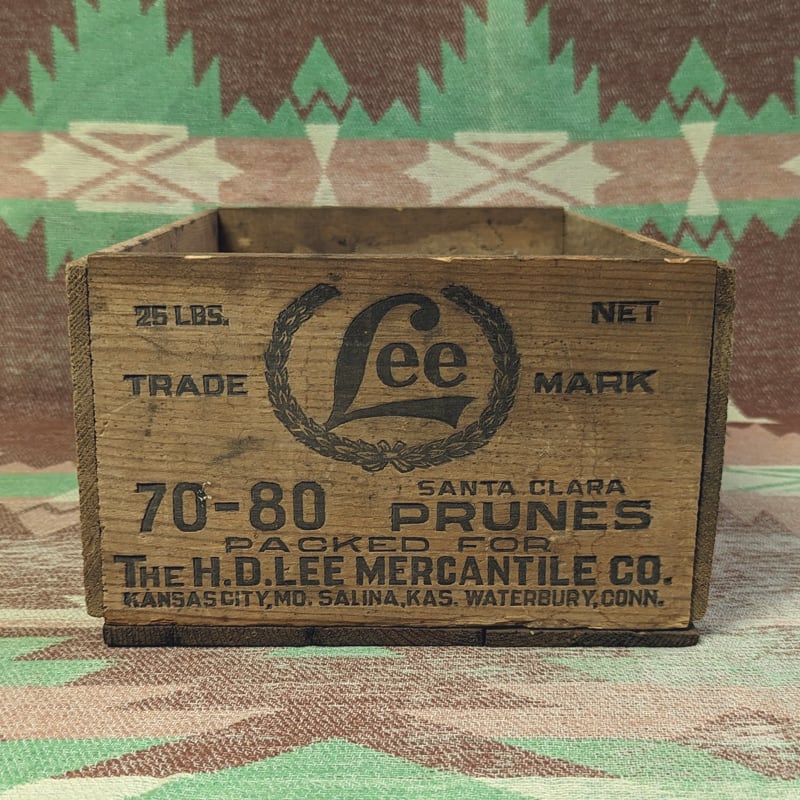 25 LBS. NET
Lee
TRADE MARK
70-80 SANTA CLARA
PRUNES
PACKED FOR
THE H.D. LEE MERCANTILE CO.
KANSAS CITY, MO. SALINA, KAS. WATERBURY, CONN.